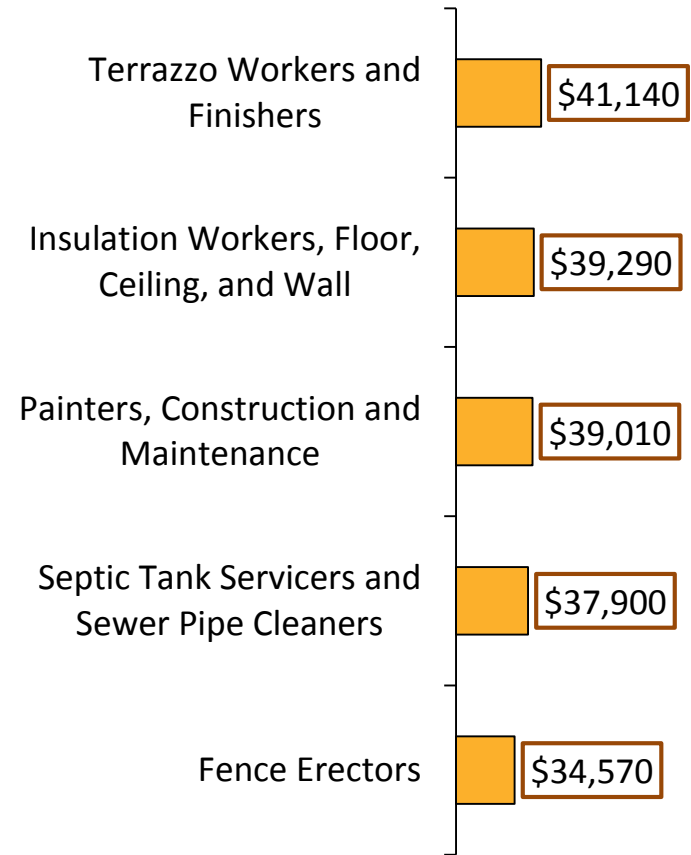 Terrazzo Workers and
Finishers
$41,140
Insulation Workers, Floor,
Ceiling, and Wall
$39,290
Painters, Construction and
Maintenance
$39,010
Septic Tank Servicers and
Sewer Pipe Cleaners
$37,900
Fence Erectors
$34,570